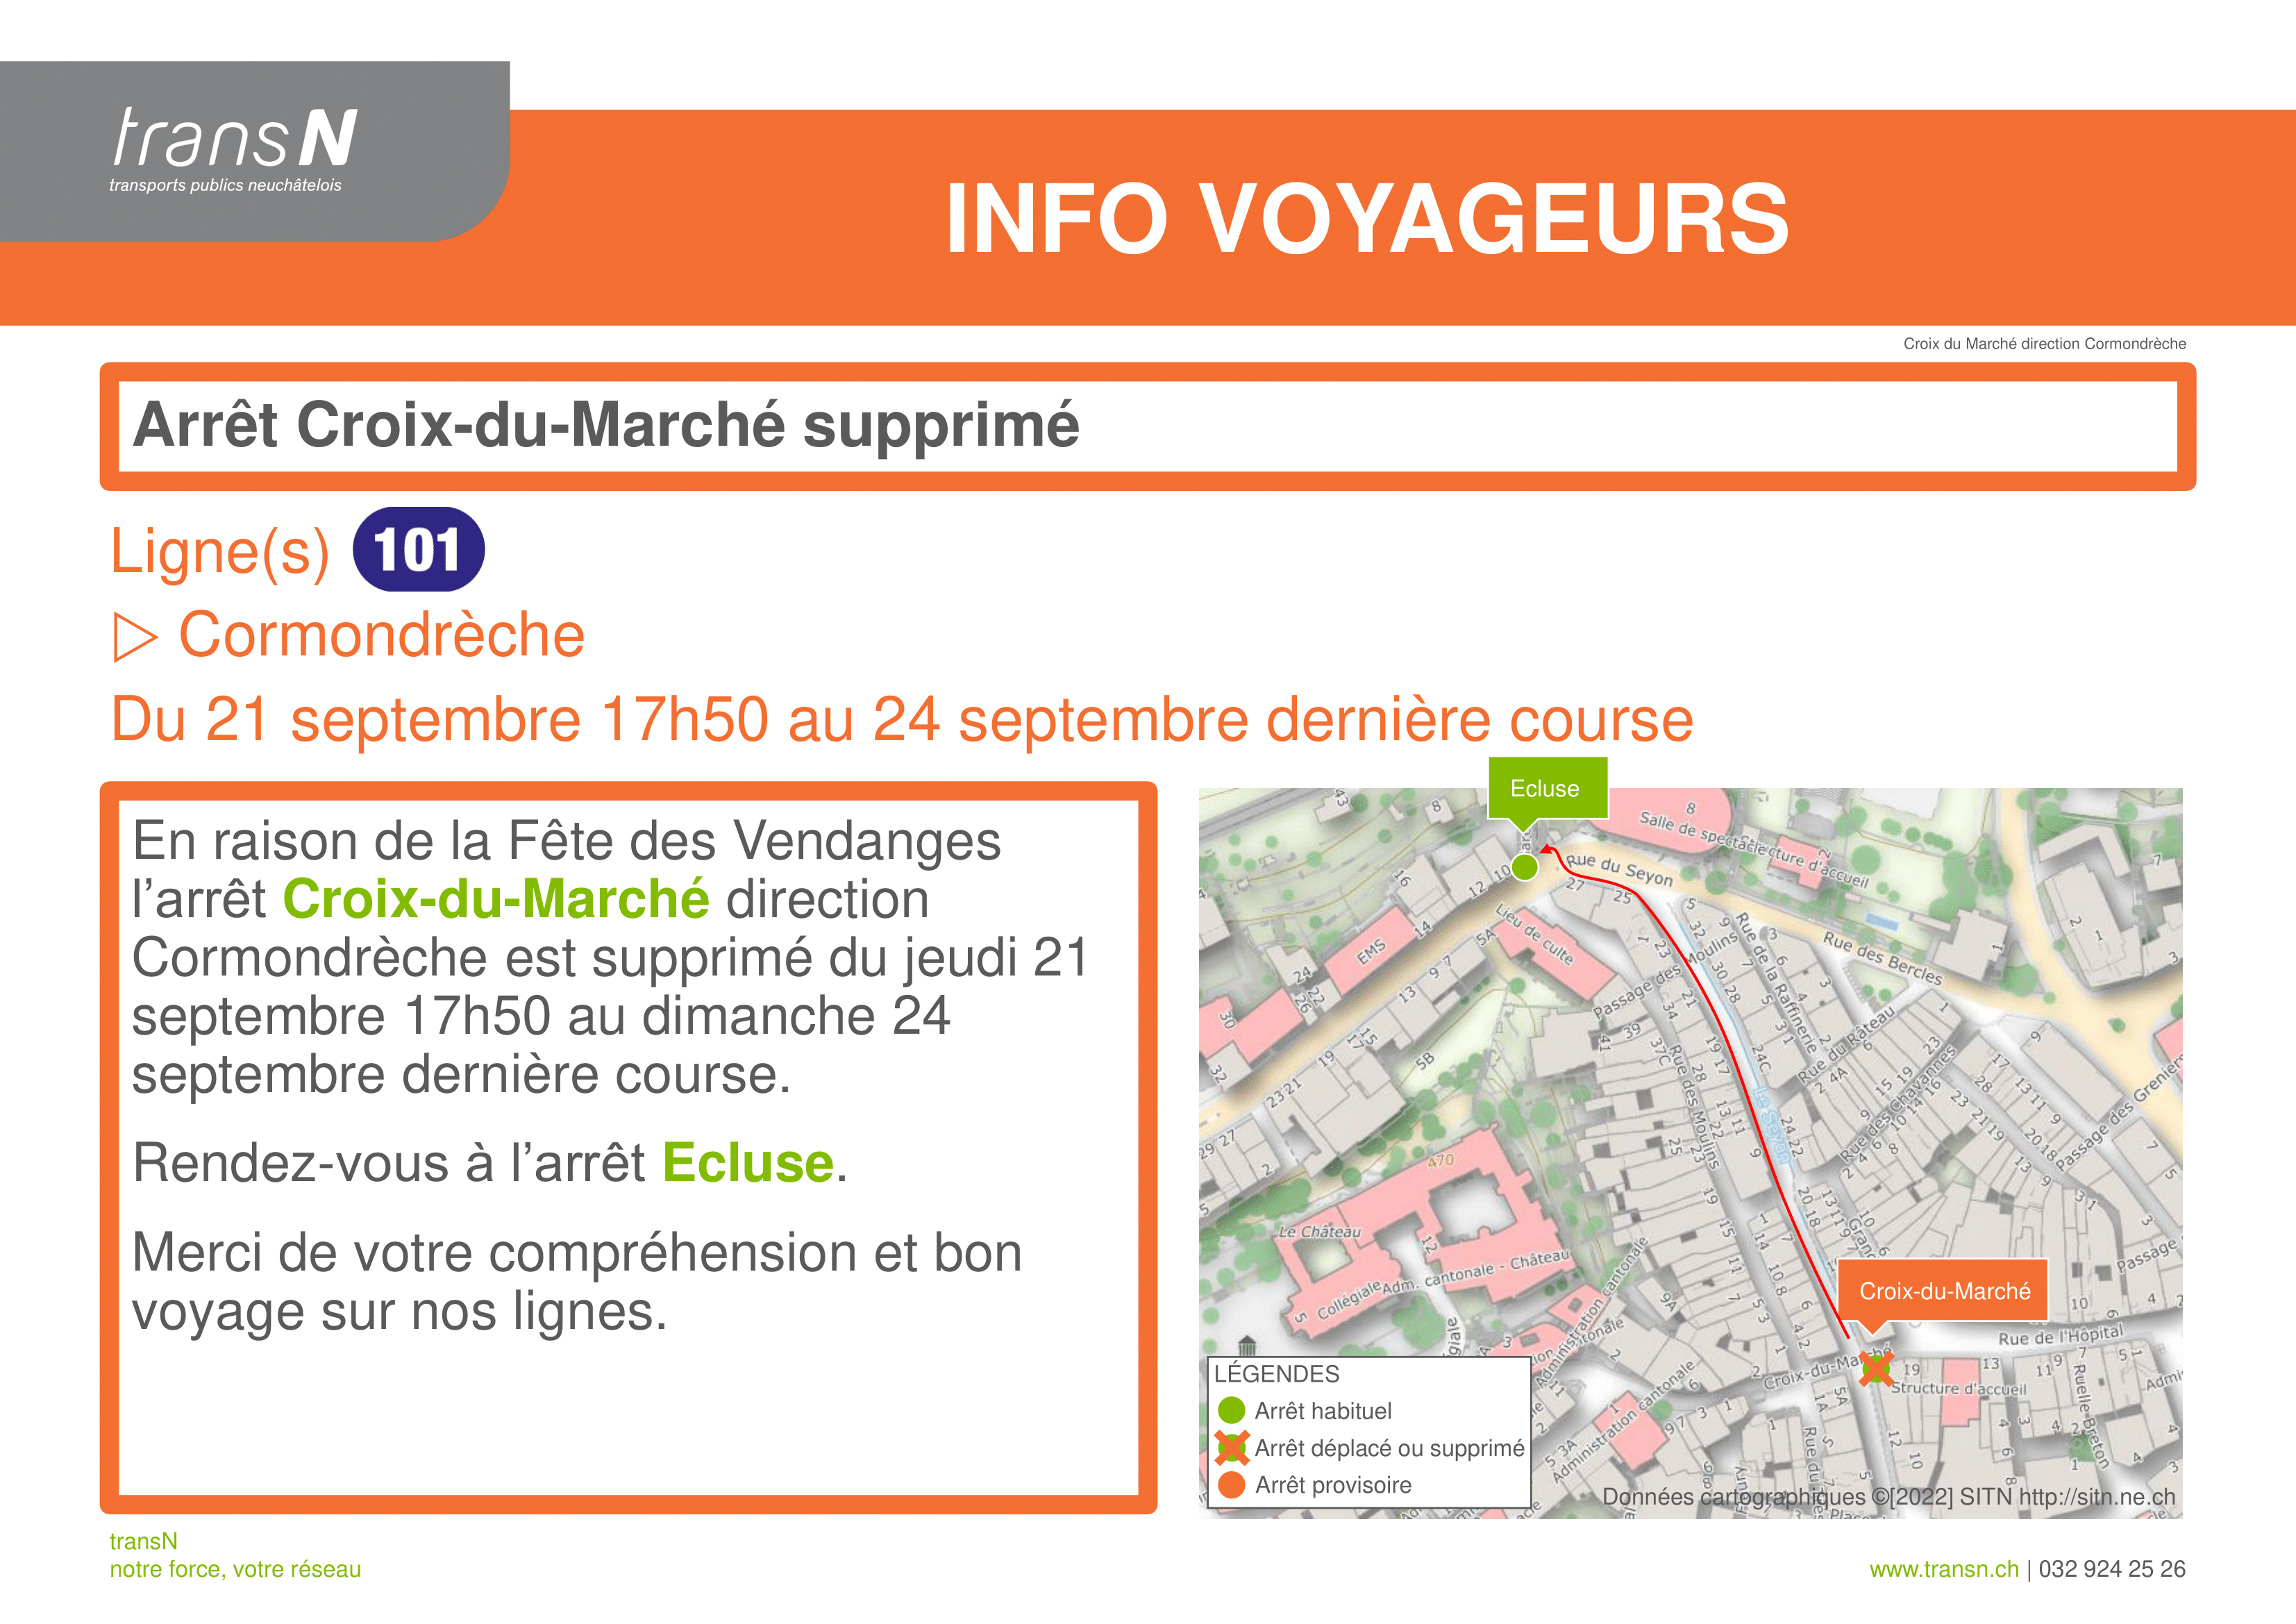 transN
transports publics neuchâtelois
INFO VOYAGEURS
Croix du Marché direction Cormondrèche
Arrêt Croix-du-Marché supprimé
Ligne(s) 101
▷ Cormondrèche
Du 21 septembre 17h50 au 24 septembre dernière course
En raison de la Fête des Vendanges
l'arrêt Croix-du-Marché direction
Cormondrèche est supprimé du jeudi 21
septembre 17h50 au dimanche 24
septembre dernière course.
Rendez-vous à l'arrêt Ecluse.
Merci de votre compréhension et bon
voyage sur nos lignes.
Ecluse
Salle de spectacle
Rue du Seyon
Lieu de culte
EMS
Passage des Moulins
Rue de la Raffinerie
Rue des Bercles
Rue du Râteau
Rue des Chavannes
Passage des Greniers
Rue des Moulins
Le Seyon
470
Le Château
Collégiale
Adm. cantonale - Château
Administration cantonale
Croix-du-Marché
Rue de l'Hôpital
Croix-du-Marché
Structure d'accueil
Ruelle Breton
Passage
Administration cantonale
LÉGENDES
Arrêt habituel
Arrêt déplacé ou supprimé
Arrêt provisoire
Données cartographiques ©[2022] SITN http://sitn.ne.ch
transN
notre force, votre réseau
www.transn.ch | 032 924 25 26